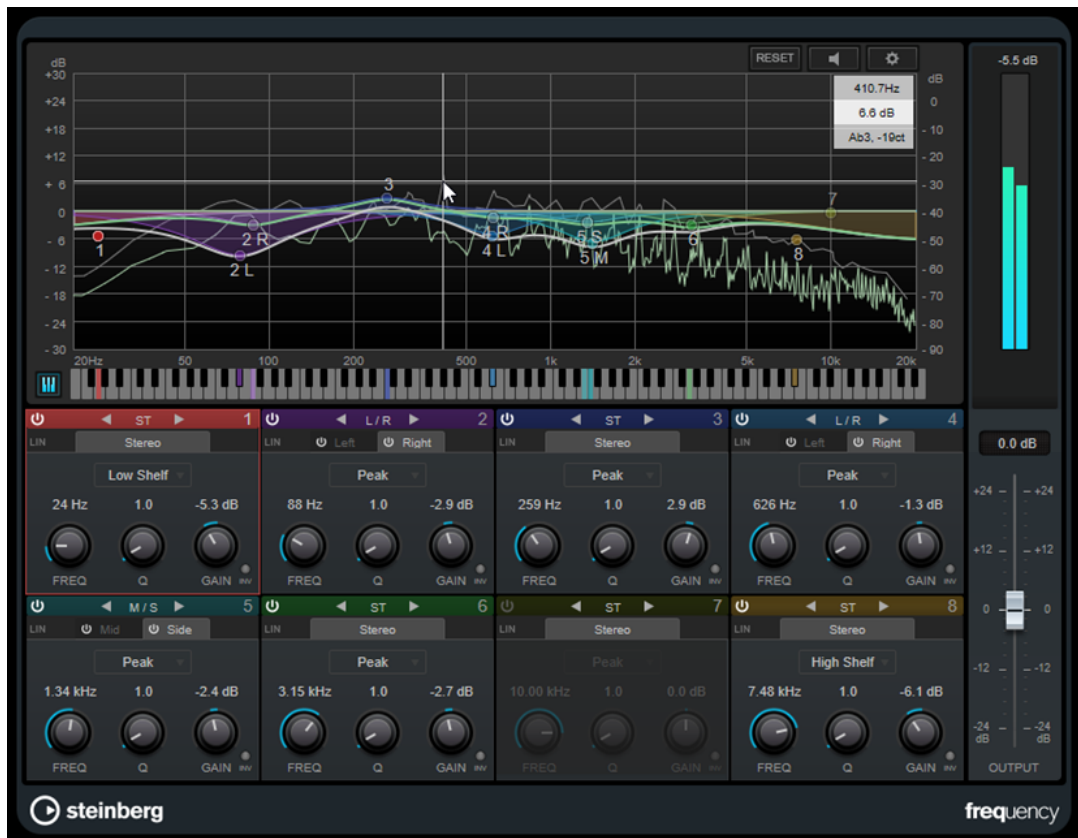 RESET
-5.5 dB
dB
+30
+24
+18
+12
+ 6
0
- 6
- 12
- 18
- 24
- 30
410.7Hz
6.6 dB
Ab3, -19ct
dB
0
- 10
- 20
- 30
- 40
- 50
- 60
- 70
- 80
- 90
1
2 R
2 L
3
4 R
4 L
5 S
5 M
6
7
8
20Hz 50 100 200 500 1k 2k 5k 10k 20k
ST 1
LIN Stereo
Low Shelf
24 Hz 1.0 -5.3 dB
FREQ Q GAIN INV
L / R 2
LIN Left Right
Peak
88 Hz 1.0 -2.9 dB
FREQ Q GAIN INV
ST 3
LIN Stereo
Peak
259 Hz 1.0 2.9 dB
FREQ Q GAIN INV
L / R 4
LIN Left Right
Peak
626 Hz 1.0 -1.3 dB
FREQ Q GAIN INV
M / S 5
LIN Mid Side
Peak
1.34 kHz 1.0 -2.4 dB
FREQ Q GAIN INV
ST 6
LIN Stereo
Peak
3.15 kHz 1.0 -2.7 dB
FREQ Q GAIN INV
ST 7
LIN Stereo
Peak
10.00 kHz 1.0 0.0 dB
FREQ Q GAIN INV
ST 8
LIN Stereo
High Shelf
7.48 kHz 1.0 -6.1 dB
FREQ Q GAIN INV
0.0 dB
+24 +24
+12 +12
0 0
-12 -12
-24 -24
dB dB
OUTPUT
steinberg
frequency